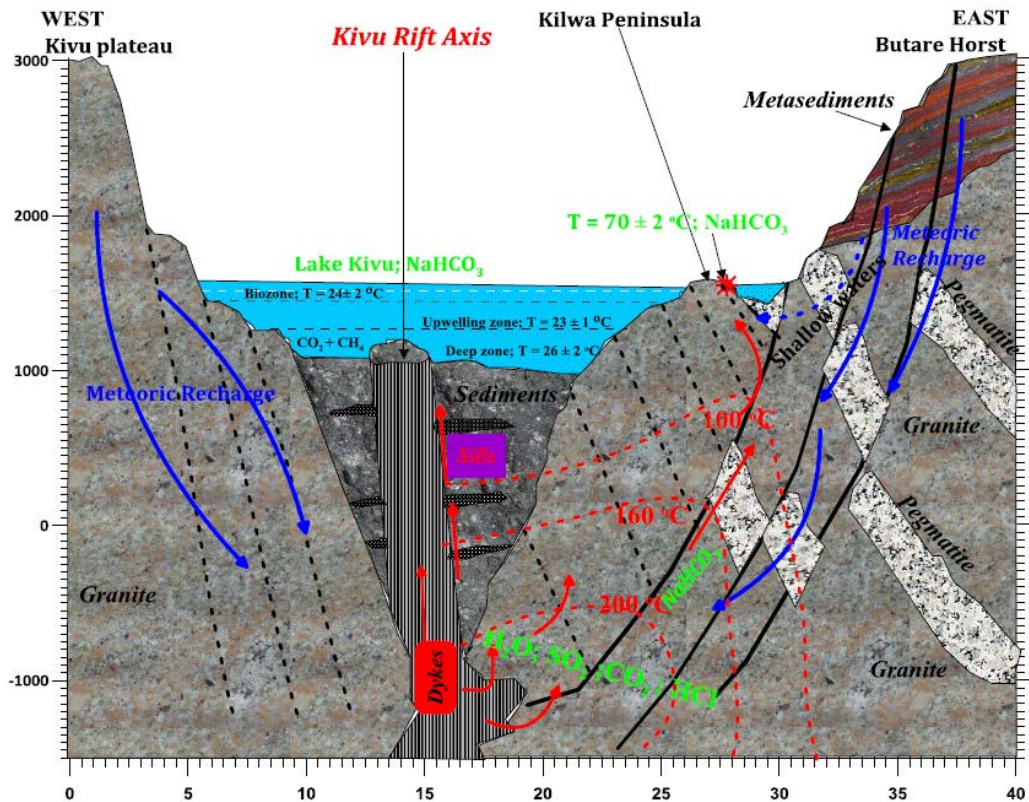 WEST
Kivu plateau
Kivu Rift Axis
Kilwa Peninsula
EAST
Butare Horst
Metasediments
3000
2000
1000
0
-1000
T = 70 ± 2 °C; NaHCO3
Lake Kivu; NaHCO3
Biozone; T = 24± 2 °C
Upwelling zone; T = 23 ± 1 °C
CO2 + CH4
Deep zone; T = 26 ± 2 °C
Meteoric
Recharge
Shallow waters
Pegmatite
Meteoric Recharge
Sediments
Sills
100 °C
Granite
160 °C
Pegmatite
Granite
NaHCO3
200 °C
H2O; SO2 ;CO2 ; HCl
Dykes
Granite
0
5
10
15
20
25
30
35
40